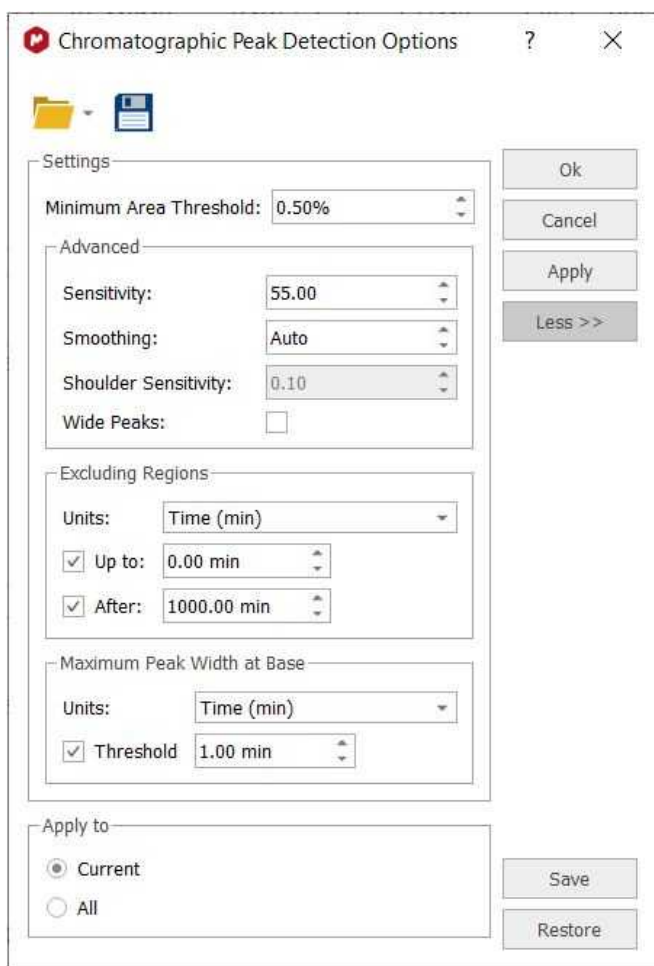 Chromatographic Peak Detection Options ?
Settings
Minimum Area Threshold: 0.50%
Advanced
Sensitivity: 55.00
Smoothing: Auto
Shoulder Sensitivity: 0.10
Wide Peaks:
Excluding Regions
Units: Time (min)
Up to: 0.00 min
After: 1000.00 min
Maximum Peak Width at Base
Units: Time (min)
Threshold 1.00 min
Apply to
Current
All
Ok
Cancel
Apply
Less >>
Save
Restore